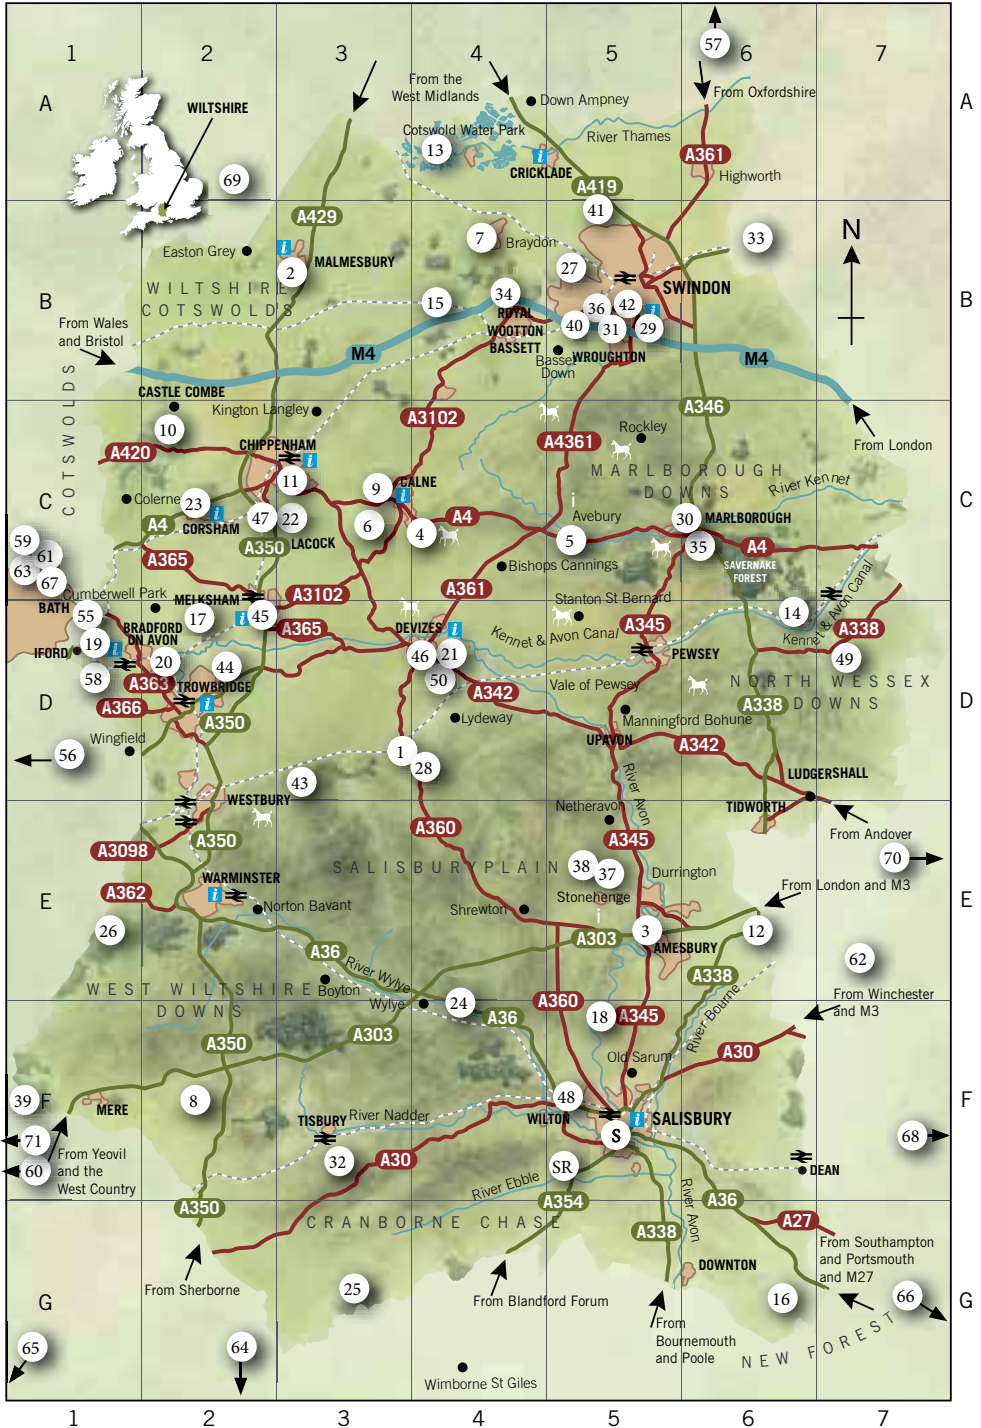 1
2
3
4
5
6
7
57
A
A
From the
West Midlands
Down Ampney
From Oxfordshire
WILTSHIRE
Cotswold Water Park
13
River Thames
i
CRICKLADE
A361
Highworth
69
A419
41
A429
7
Braydon
33
N
Easton Grey
i
MALMESBURY
2
27
SWINDON
WILTSHIRE
COTSWOLDS
B
B
15
34
36
42
i
ROYAL
WOOTTON
BASSETT
40
31
29
From Wales
and Bristol
M4
Basset
Down
WROUGHTON
M4
COTSWOLDS
CASTLE COMBE
Kington Langley
A3102
A346
10
CHIPPENHAM
A4361
Rockley
From London
A420
i
MARLBOROUGH
DOWNS
11
9
CALNE
River Kennet
C
C
Colerne
23
i
CORSHAM
47
22
6
i
4
A4
Avebury
5
30
MARLBOROUGH
A4
LACOCK
35
A4
59
61
63
67
A365
A350
SAVERNAKE
FOREST
A361
Bishops Cannings
BATH
Cumberwell Park
MELKSHAM
A3102
Stanton St Bernard
14
55
BRADFORD
ON AVON
17
i
45
A365
DEVIZES
i
Kennet & Avon Canal
A345
Kennet & Avon Canal
A338
IFORD
19
i
20
46
21
PEWSEY
49
58
A363
44
50
Vale of Pewsey
NORTH WESSEX
DOWNS
TROWBRIDGE
A342
D
D
A366
i
A350
Lydeway
Manningford Bohune
A338
Wingfield
UPAVON
A342
56
1
28
43
River Avon
LUDGERSHALL
WESTBURY
Netheravon
TIDWORTH
A360
A345
From Andover
A3098
A350
SALISBURY PLAIN
38
37
70
WARMINSTER
Durrington
From London and M3
A362
i
Stonehenge
E
E
Norton Bavant
Shrewton
i
26
A303
3
12
AMESBURY
A36
River Wylye
A338
62
WEST WILTSHIRE
DOWNS
Boyton
Wylye
24
A360
River Bourne
From Winchester
and M3
A36
18
A345
A303
A350
A30
Old Sarum
39
F
F
MERE
8
48
TISBURY
River Nadder
WILTON
i
SALISBURY
71
S
68
60
From Yeovil
and the
West Country
32
A30
SR
DEAN
River Ebble
A350
A354
River Avon
A36
CRANBORNE CHASE
A27
A338
From Southampton
and Portsmouth
and M27
DOWNTON
From Sherborne
25
From Blandford Forum
16
66
G
G
From
Bournemouth
and Poole
65
64
NEW FOREST
Wimborne St Giles
1
2
3
4
5
6
7